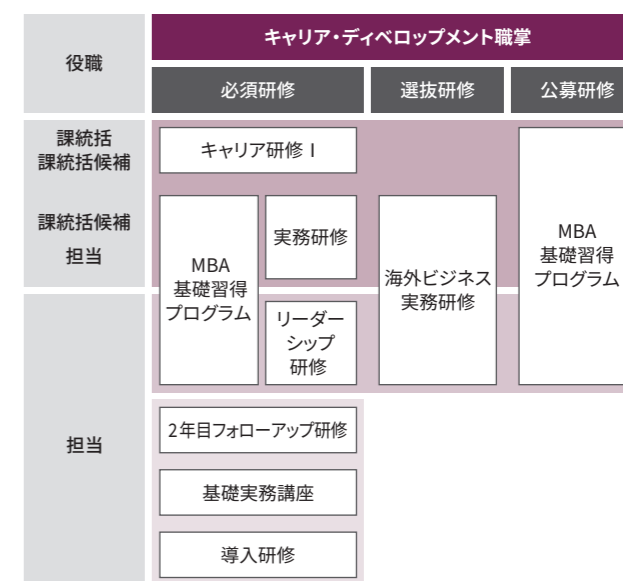 役職
キャリア・ディベロップメント職掌
必須研修
選抜研修
公募研修
課統括
課統括候補
課統括候補
担当
担当
キャリア研修Ⅰ
MBA
基礎習得
プログラム
実務研修
リーダー
シップ
研修
2年目フォローアップ研修
基礎実務講座
導入研修
海外ビジネス
実務研修
MBA
基礎習得
プログラム